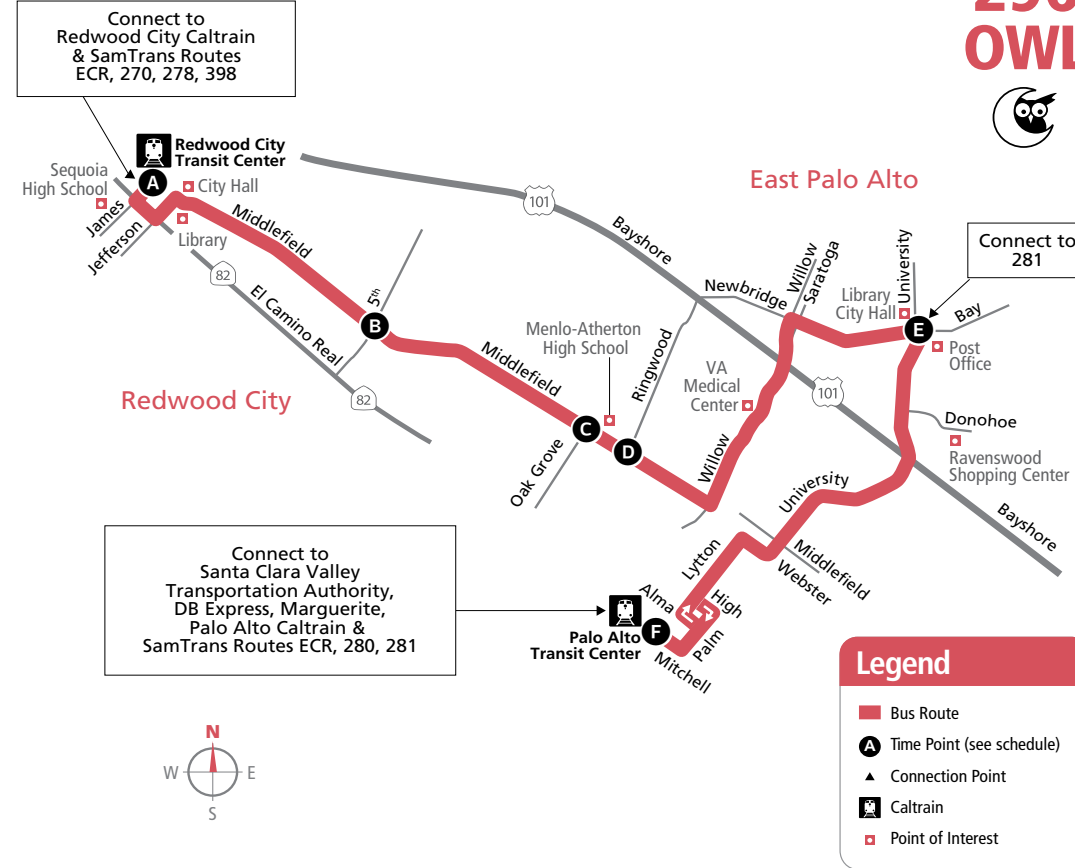 Connect to
Redwood City Caltrain
& SamTrans Routes
ECR, 270, 278, 398
OWL
Redwood City
Transit Center
A
Sequoia
High School
City Hall
Library
James
Jefferson
Middlefield
82
El Camino Real
82
5th
B
Redwood City
101
Bayshore
East Palo Alto
Connect to
281
Newbridge
Willow
Saratoga
University
Library
City Hall
E
Bay
Post
Office
Menlo-Atherton
High School
Ringwood
Middlefield
VA
Medical
Center
101
Donohoe
Ravenswood
Shopping Center
C
D
Oak Grove
Willow
University
Bayshore
Middlefield
Webster
Lytton
Alma
High
Palm
Mitchell
F
Palo Alto
Transit Center
Connect to
Santa Clara Valley
Transportation Authority,
DB Express, Marguerite,
Palo Alto Caltrain &
SamTrans Routes ECR, 280, 281
N
W E
S
Legend
Bus Route
A Time Point (see schedule)
Connection Point
Caltrain
Point of Interest